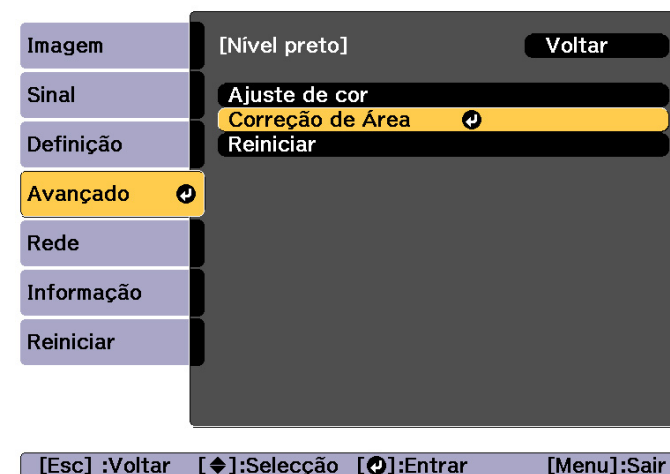 Imagem
Sinal
Definição
Avançado
Rede
Informação
Reiniciar
[Nível preto] Voltar
Ajuste de cor
Correção de Área
Reiniciar
[Esc] :Voltar [◆]:Selecção [↵]:Entrar [Menu]:Sair